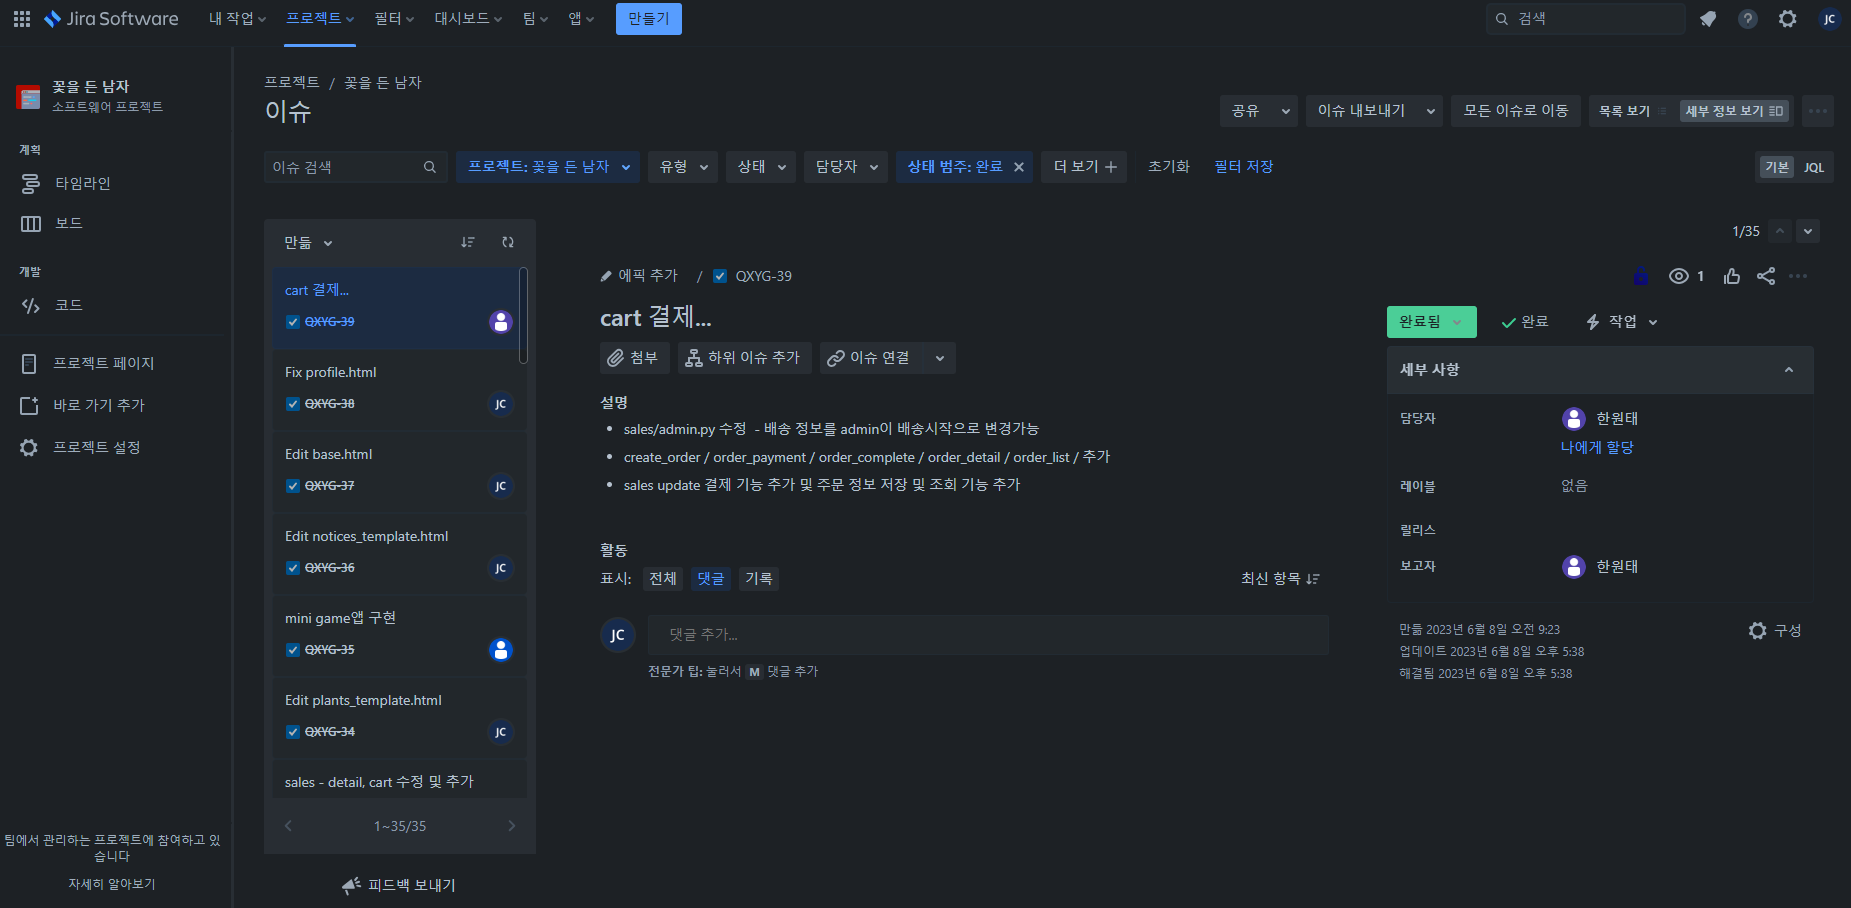 Jira Software 내 작업 프로젝트 필터 대시보드 팀 앱 만들기 검색 JC
꽃을 든 남자
소프트웨어 프로젝트
계획
타임라인
보드
개발
코드
프로젝트 페이지
바로 가기 추가
프로젝트 설정
팀에서 관리하는 프로젝트에 참여하고 있
습니다
자세히 알아보기
프로젝트 / 꽃을 든 남자
이슈
공유 이슈 내보내기 모든 이슈로 이동 목록 보기 세부 정보 보기
이슈 검색 프로젝트: 꽃을 든 남자 유형 상태 담당자 상태 범주: 완료 더 보기 초기화 필터 저장 기본 JQL
만듦
cart 결제...
QXYG-39
Fix profile.html
QXYG-38 JC
Edit base.html
QXYG-37 JC
Edit notices_template.html
QXYG-36 JC
mini game앱 구현
QXYG-35
Edit plants_template.html
QXYG-34 JC
sales - detail, cart 수정 및 추가
1~35/35
피드백 보내기
1/35
에픽 추가 / QXYG-39
1
cart 결제...
첨부 하위 이슈 추가 이슈 연결
설명
• sales/admin.py 수정 - 배송 정보를 admin이 배송시작으로 변경가능
• create_order / order_payment / order_complete / order_detail / order_list / 추가
• sales update 결제 기능 추가 및 주문 정보 저장 및 조회 기능 추가
활동
표시: 전체 댓글 기록 최신 항목
JC 댓글 추가...
전문가 팁: 눌러서 M 댓글 추가
완료됨 완료 작업
세부 사항
담당자 한원태
나에게 할당
레이블 없음
릴리스
보고자 한원태
만듦 2023년 6월 8일 오전 9:23
업데이트 2023년 6월 8일 오후 5:38
해결됨 2023년 6월 8일 오후 5:38
구성